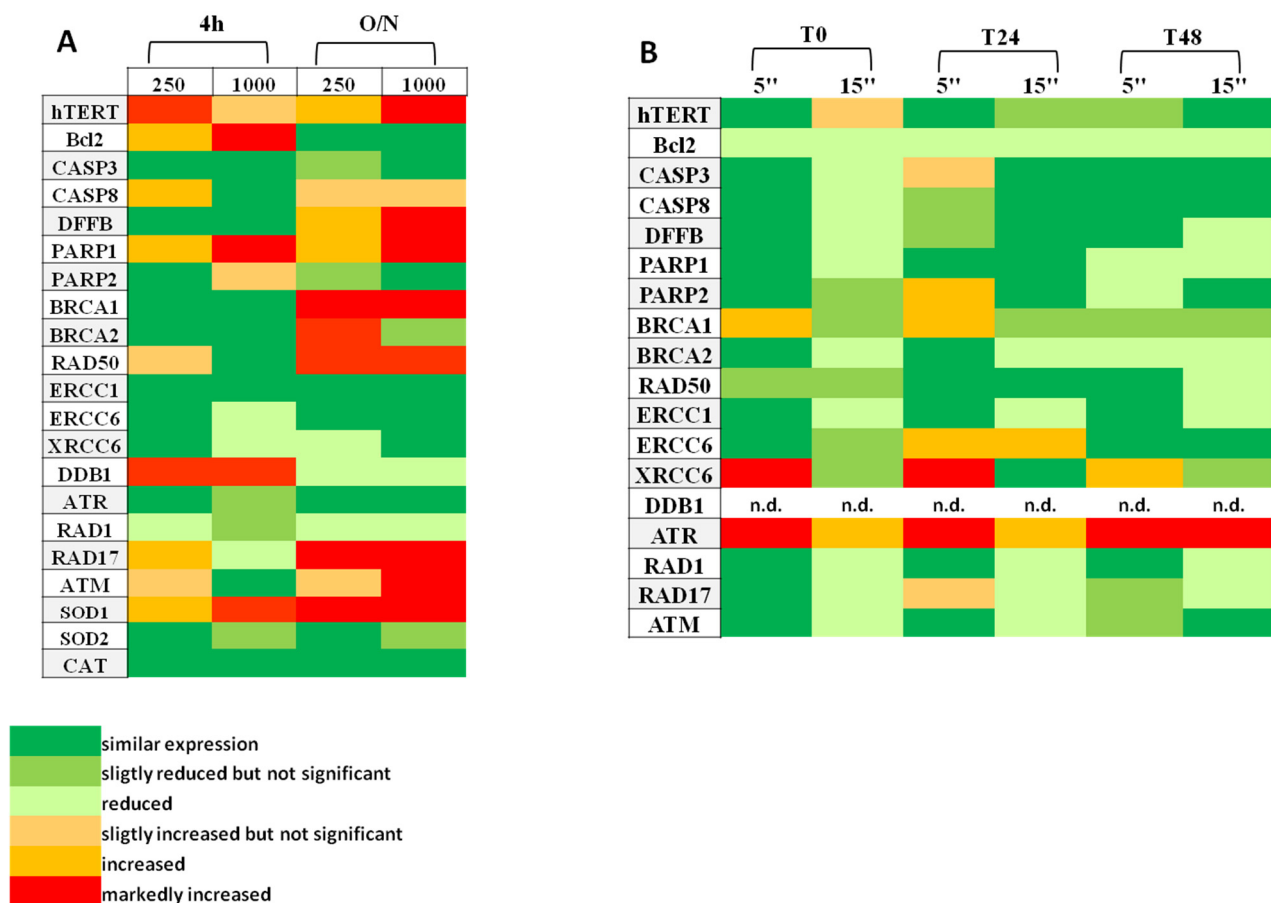 A
4h O/N
250 1000 250 1000
hTERT
Bcl2
CASP3
CASP8
DFFB
PARP1
PARP2
BRCA1
BRCA2
RAD50
ERCC1
ERCC6
XRCC6
DDB1
ATR
RAD1
RAD17
ATM
SOD1
SOD2
CAT
B
T0 T24 T48
5'' 15'' 5'' 15'' 5'' 15''
hTERT
Bcl2
CASP3
CASP8
DFFB
PARP1
PARP2
BRCA1
BRCA2
RAD50
ERCC1
ERCC6
XRCC6
DDB1 n.d. n.d. n.d. n.d. n.d. n.d.
ATR
RAD1
RAD17
ATM
similar expression
sligtly reduced but not significant
reduced
sligtly increased but not significant
increased
markedly increased